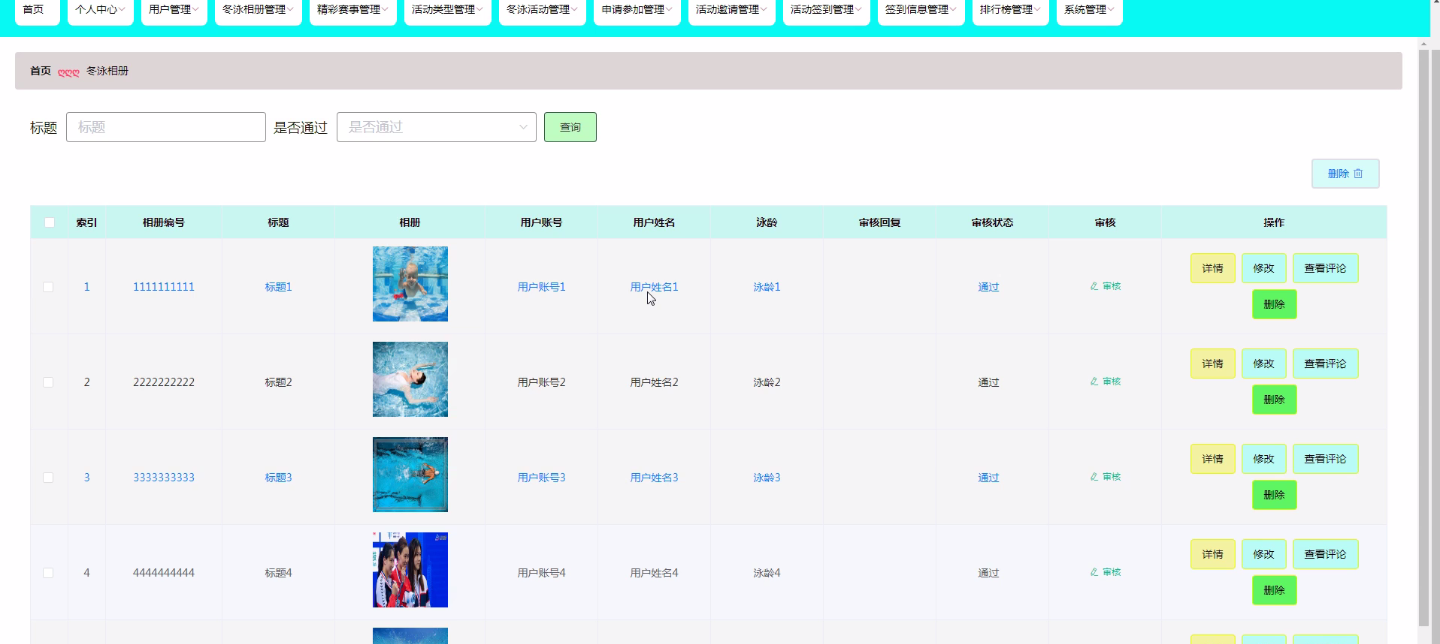 首页 个人中心 用户管理 冬泳相册管理 精彩赛事管理 活动类型管理 冬泳活动管理 申请参加管理 活动邀请管理 活动签到管理 签到信息管理 排行榜管理 系统管理
首页 ღღღ 冬泳相册
标题 标题 是否通过 是否通过 查询
删除
索引 相册编号 标题 相册 用户账号 用户姓名 泳龄 审核回复 审核状态 审核 操作
1 1111111111 标题1 用户账号1 用户姓名1 泳龄1 通过 审核 详情 修改 查看评论
删除
2 2222222222 标题2 用户账号2 用户姓名2 泳龄2 通过 审核 详情 修改 查看评论
删除
3 3333333333 标题3 用户账号3 用户姓名3 泳龄3 通过 审核 详情 修改 查看评论
删除
4 4444444444 标题4 用户账号4 用户姓名4 泳龄4 通过 审核 详情 修改 查看评论
删除